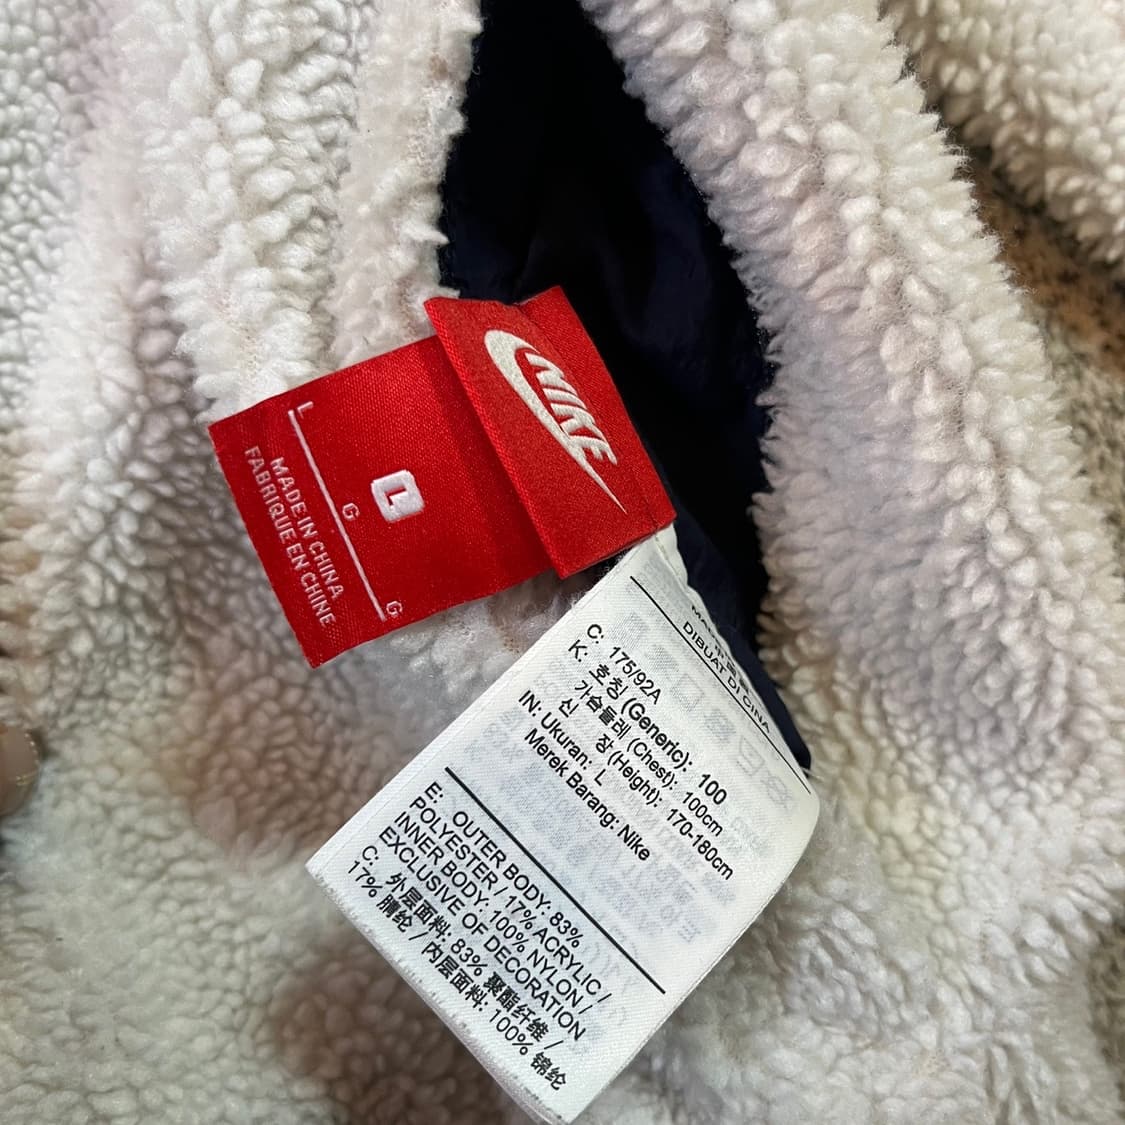 NIKE
L
L
G
G
MADE IN CHINA
FABRIQUE EN CHINE
DIBUAT DI CINA
C: 175/92A
K: 호칭 (Generic): 100
가슴둘레 (Chest): 100cm
신 장 (Height): 170-180cm
IN: Ukuran: L
Merek Barang: Nike
E: OUTER BODY: 83%
POLYESTER / 17% ACRYLIC /
INNER BODY: 100% NYLON /
EXCLUSIVE OF DECORATION
C: 外层面料: 83% 聚酯纤维 /
17% 腈纶 / 内层面料: 100% 锦纶